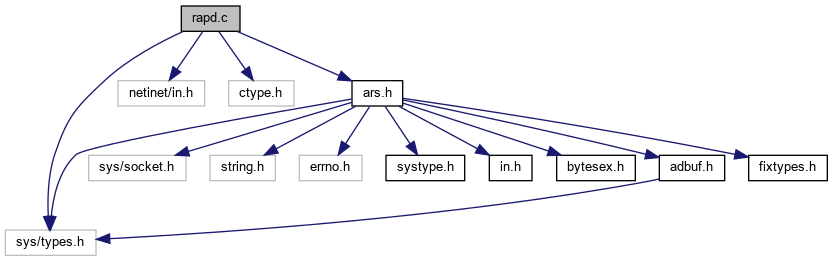 rapd.c
netinet/in.h
ctype.h
ars.h
sys/socket.h
string.h
errno.h
systype.h
in.h
bytesex.h
adbuf.h
fixtypes.h
sys/types.h